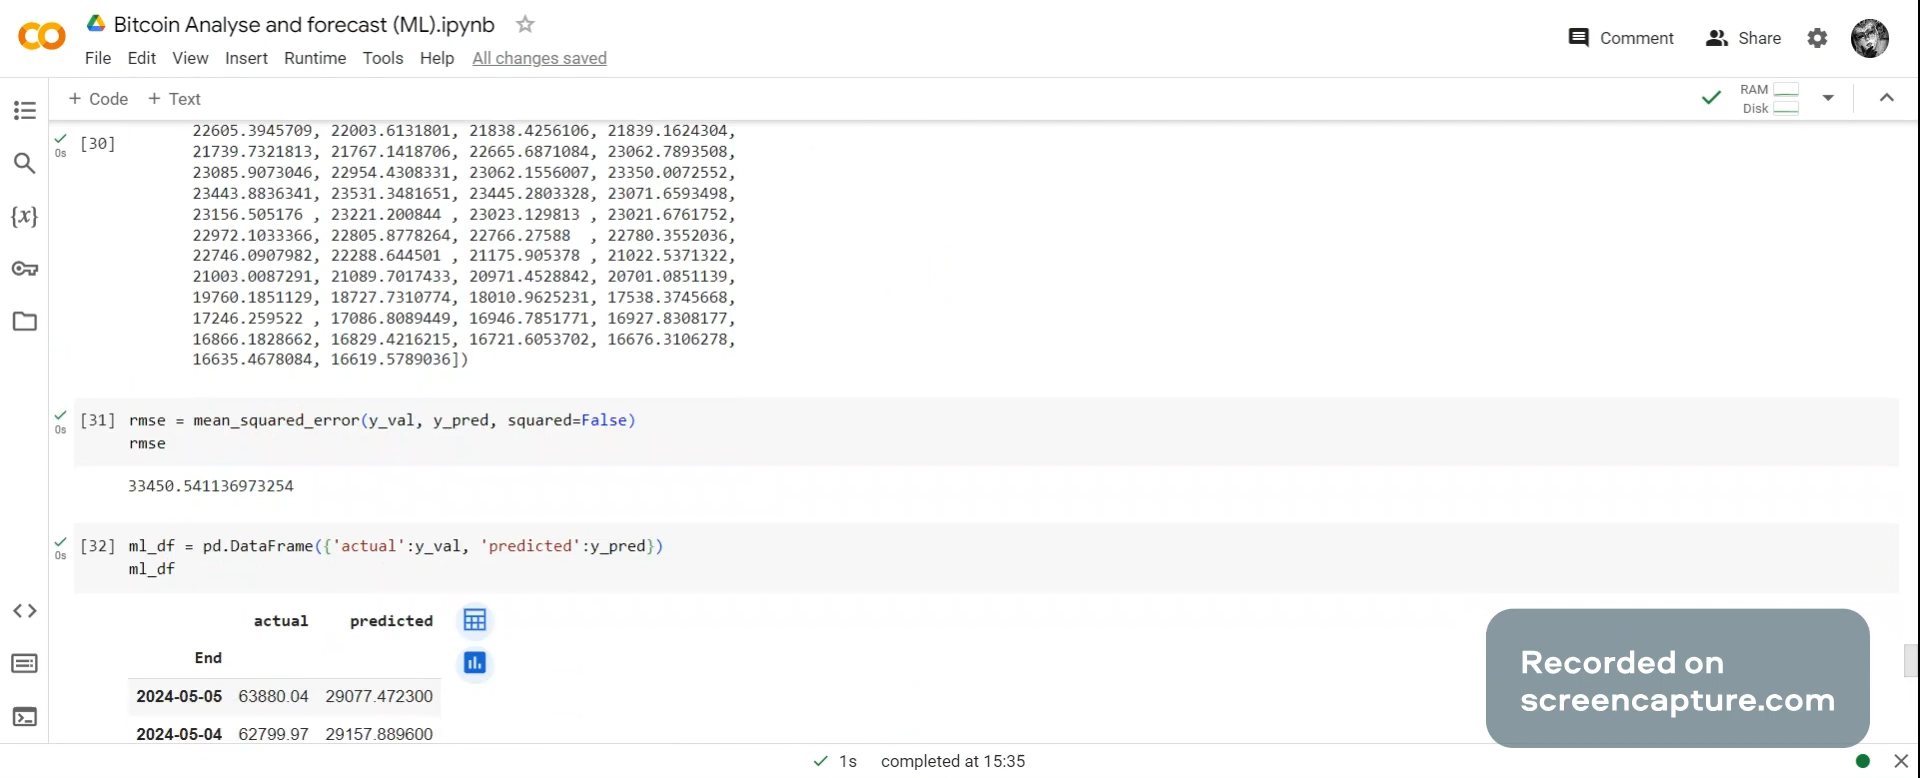 Bitcoin Analyse and forecast (ML).ipynb
File Edit View Insert Runtime Tools Help All changes saved
Comment Share
+ Code + Text
RAM
Disk
[30]
0s
22605.3945709, 22003.6131801, 21838.4256106, 21839.1624304,
21739.7321813, 21767.1418706, 22665.6871084, 23062.7893508,
23085.9073046, 22954.4308331, 23062.1556007, 23350.0072552,
23443.8836341, 23531.3481651, 23445.2803328, 23071.6593498,
23156.505176 , 23221.200844 , 23023.129813 , 23021.6761752,
22972.1033366, 22805.8778264, 22766.27588  , 22780.3552036,
22746.0907982, 22288.644501 , 21175.905378 , 21022.5371322,
21003.0087291, 21089.7017433, 20971.4528842, 20701.0851139,
19760.1851129, 18727.7310774, 18010.9625231, 17538.3745668,
17246.259522 , 17086.8089449, 16946.7851771, 16927.8308177,
16866.1828662, 16829.4216215, 16721.6053702, 16676.3106278,
16635.4678084, 16619.5789036])
[31] rmse = mean_squared_error(y_val, y_pred, squared=False)
0s
rmse
33450.541136973254
[32] ml_df = pd.DataFrame({'actual':y_val, 'predicted':y_pred})
0s
ml_df
actual predicted
End
2024-05-05 63880.04 29077.472300
2024-05-04 62799.97 29157.889600
Recorded on
screencapture.com
1s completed at 15:35